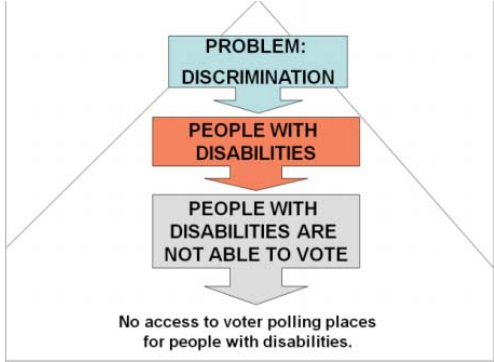 PROBLEM:
DISCRIMINATION
PEOPLE WITH
DISABILITIES
PEOPLE WITH
DISABILITIES ARE
NOT ABLE TO VOTE
No access to voter polling places
for people with disabilities.